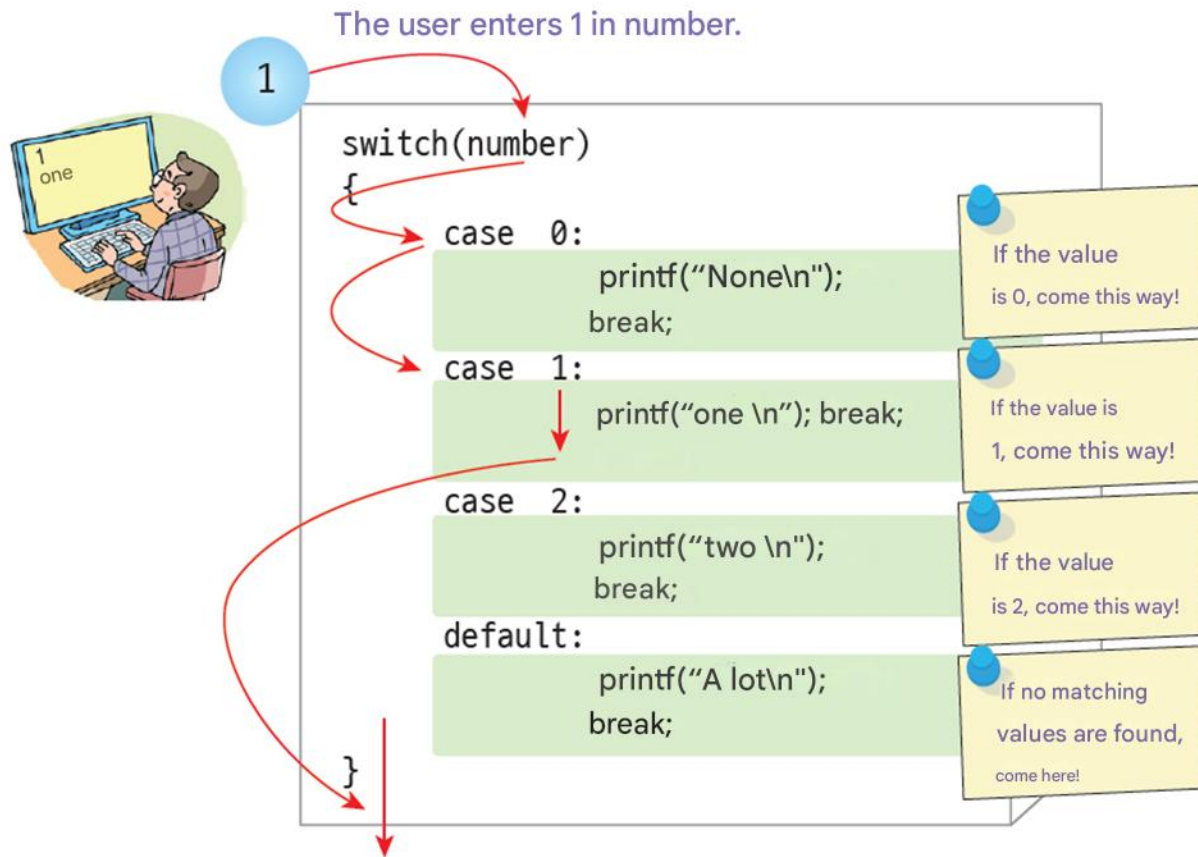 The user enters 1 in number.
1
1
one
switch(number)
{
case 0:
printf(“None\n");
break;
If the value
is 0, come this way!
case 1:
printf(“one \n”); break;
If the value is
1, come this way!
case 2:
printf(“two \n");
break;
If the value
is 2, come this way!
default:
printf(“A lot\n");
break;
If no matching
values are found,
come here!
}